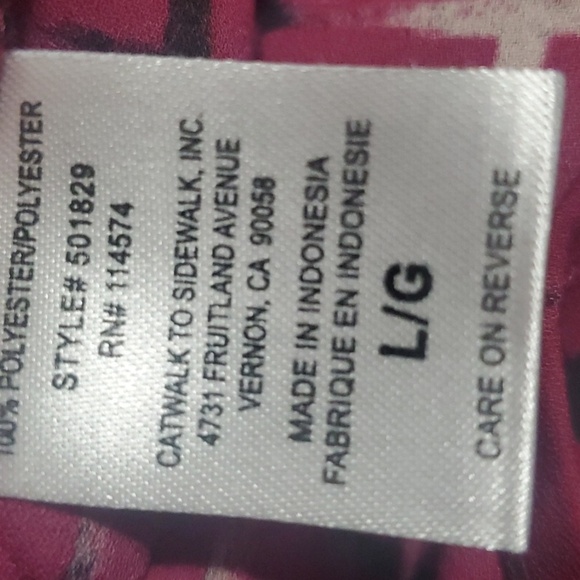 100% POLYESTER/POLYESTER
STYLE# 501829
RN# 114574
CATWALK TO SIDEWALK, INC.
4731 FRUITLAND AVENUE
VERNON, CA 90058
MADE IN INDONESIA
FABRIQUE EN INDONESIE
L/G
CARE ON REVERSE